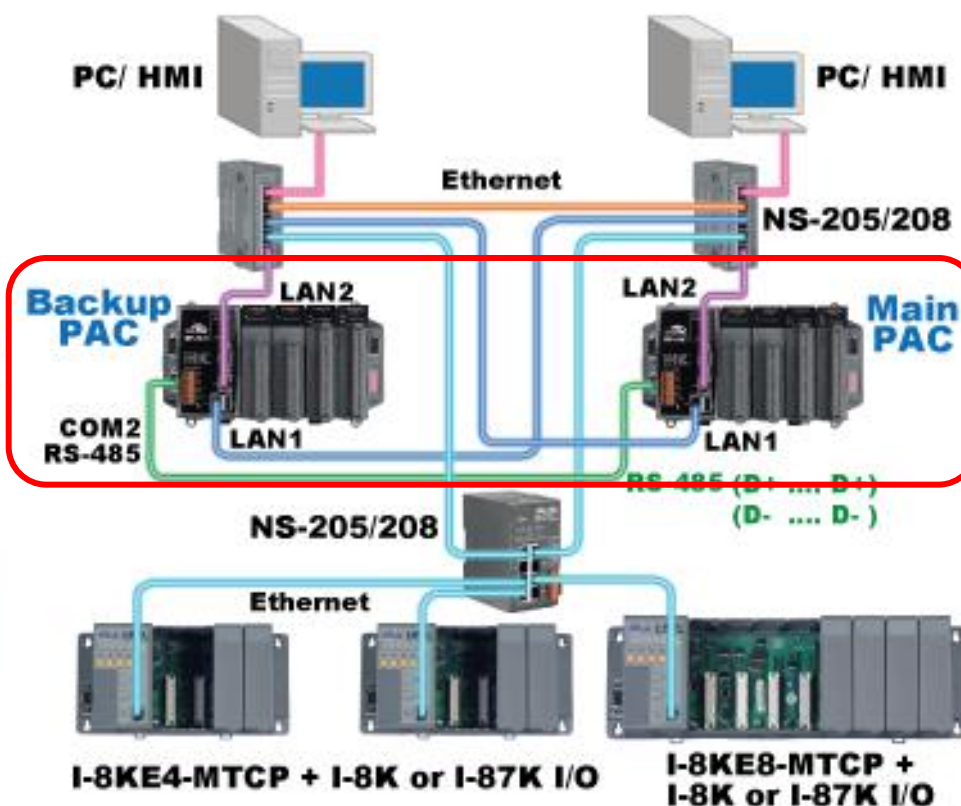 PC/ HMI
PC/ HMI
Ethernet
NS-205/208
Backup
PAC
LAN2
LAN2
Main
PAC
COM2
RS-485
LAN1
LAN1
RS-485 (D+ .... D+)
(D- .... D- )
NS-205/208
Ethernet
I-8KE4-MTCP + I-8K or I-87K I/O
I-8KE8-MTCP +
I-8K or I-87K I/O